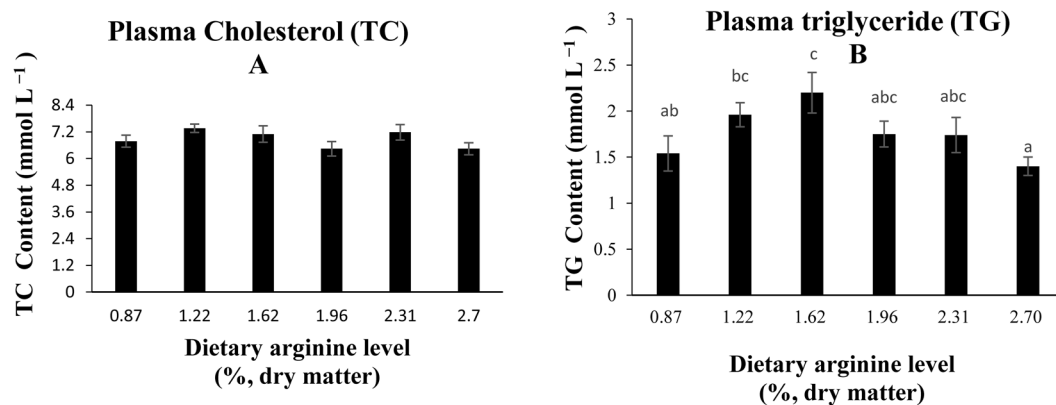 Plasma Cholesterol (TC)
A
TC Content (mmol L⁻¹)
8.4
7.2
6
4.8
3.6
2.4
1.2
0
0.87 1.22 1.62 1.96 2.31 2.7
Dietary arginine level
(%, dry matter)
Plasma triglyceride (TG)
B
TG Content (mmol L⁻¹)
3
2.5
2
1.5
1
0.5
0
ab bc c abc abc a
0.87 1.22 1.62 1.96 2.31 2.70
Dietary arginine level
(%, dry matter)